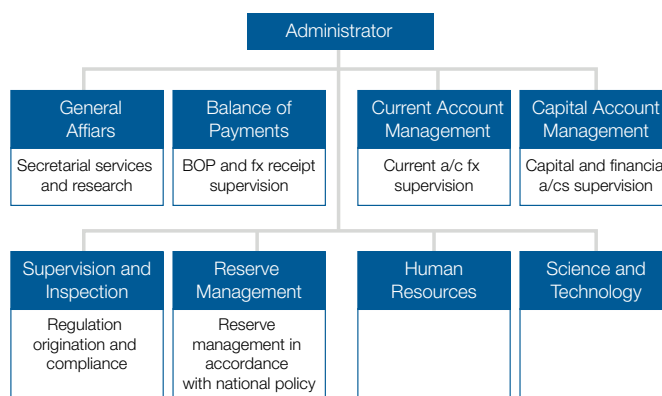 Administrator
General
Affiars
Secretarial services
and research
Balance of
Payments
BOP and fx receipt
supervision
Current Account
Management
Current a/c fx
supervision
Capital Account
Management
Capital and financia
a/cs supervision
Supervision and
Inspection
Regulation
origination and
compliance
Reserve
Management
Reserve
management in
accordance
with national policy
Human
Resources
Science and
Technology